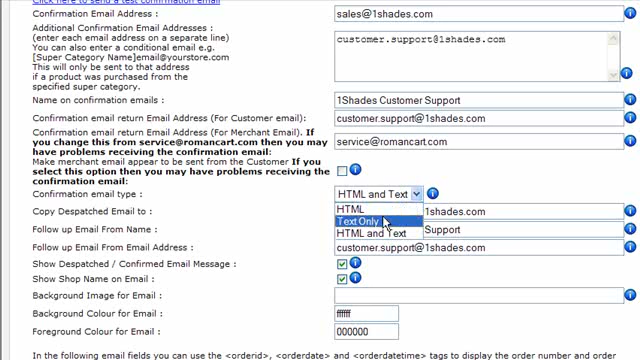 Click here to send a test confirmation email
Confirmation Email Address : sales@1shades.com
Additional Confirmation Email Addresses : customer.support@1shades.com
(enter each email address on a separate line)
You can also enter a conditional email e.g.
[Super Category Name]email@yourstore.com
This will only be sent to that address
if a product was purchased from the
specified super category.
Name on confirmation emails : 1Shades Customer Support
Confirmation email return Email Address (For Customer email): customer.support@1shades.com
Confirmation email return Email Address (For Merchant Email). If
you change this from service@romancart.com then you may
have problems receiving the confirmation email: service@romancart.com
Make merchant email appear to be sent from the Customer If you
select this option then you may have problems receiving the
confirmation email:
Confirmation email type : HTML and Text
HTML
Text Only
HTML and Text
Copy Despatched Email to : 1shades.com
Follow up Email From Name : Support
Follow up Email From Email Address : customer.support@1shades.com
Show Despatched / Confirmed Email Message :
Show Shop Name on Email :
Background Image for Email :
Background Colour for Email : ffffff
Foreground Colour for Email : 000000
In the following email fields you can use the <orderid>, <orderdate> and <orderdatetime> tags to display the order number and order